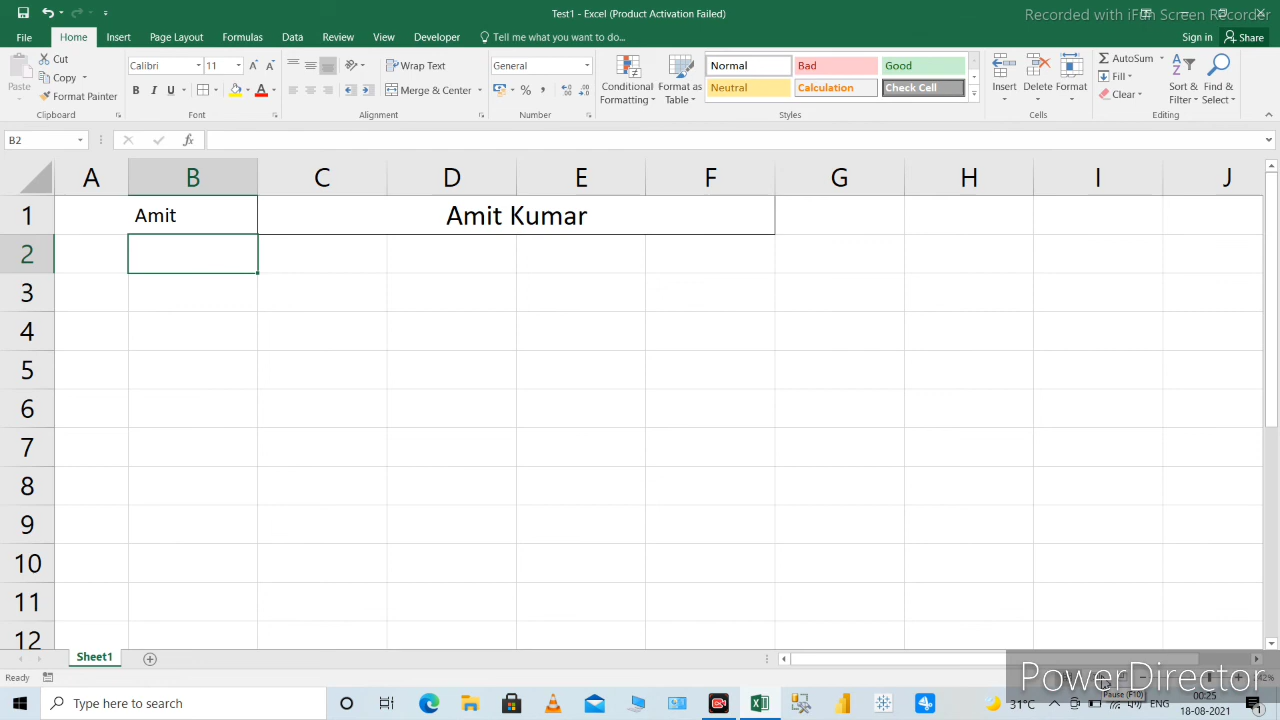 Test1 - Excel (Product Activation Failed)
Recorded with iFun Screen Recorder
File Home Insert Page Layout Formulas Data Review View Developer Tell me what you want to do... Sign in Share
Paste
Cut
Copy
Format Painter
Clipboard
Calibri 11
B I U
Font
Wrap Text
Merge & Center
Alignment
General
%
Number
Conditional Formatting
Format as Table
Normal Bad Good
Neutral Calculation Check Cell
Styles
Insert Delete Format
Cells
AutoSum
Fill
Clear
Sort & Filter
Find & Select
Editing
B2 fx
A B C D E F G H I J
1 Amit Amit Kumar
2
3
4
5
6
7
8
9
10
11
12
Sheet1
Ready
PowerDirector
Pause (F10)
Type here to search
31°C ENG
00:25
18-08-2021